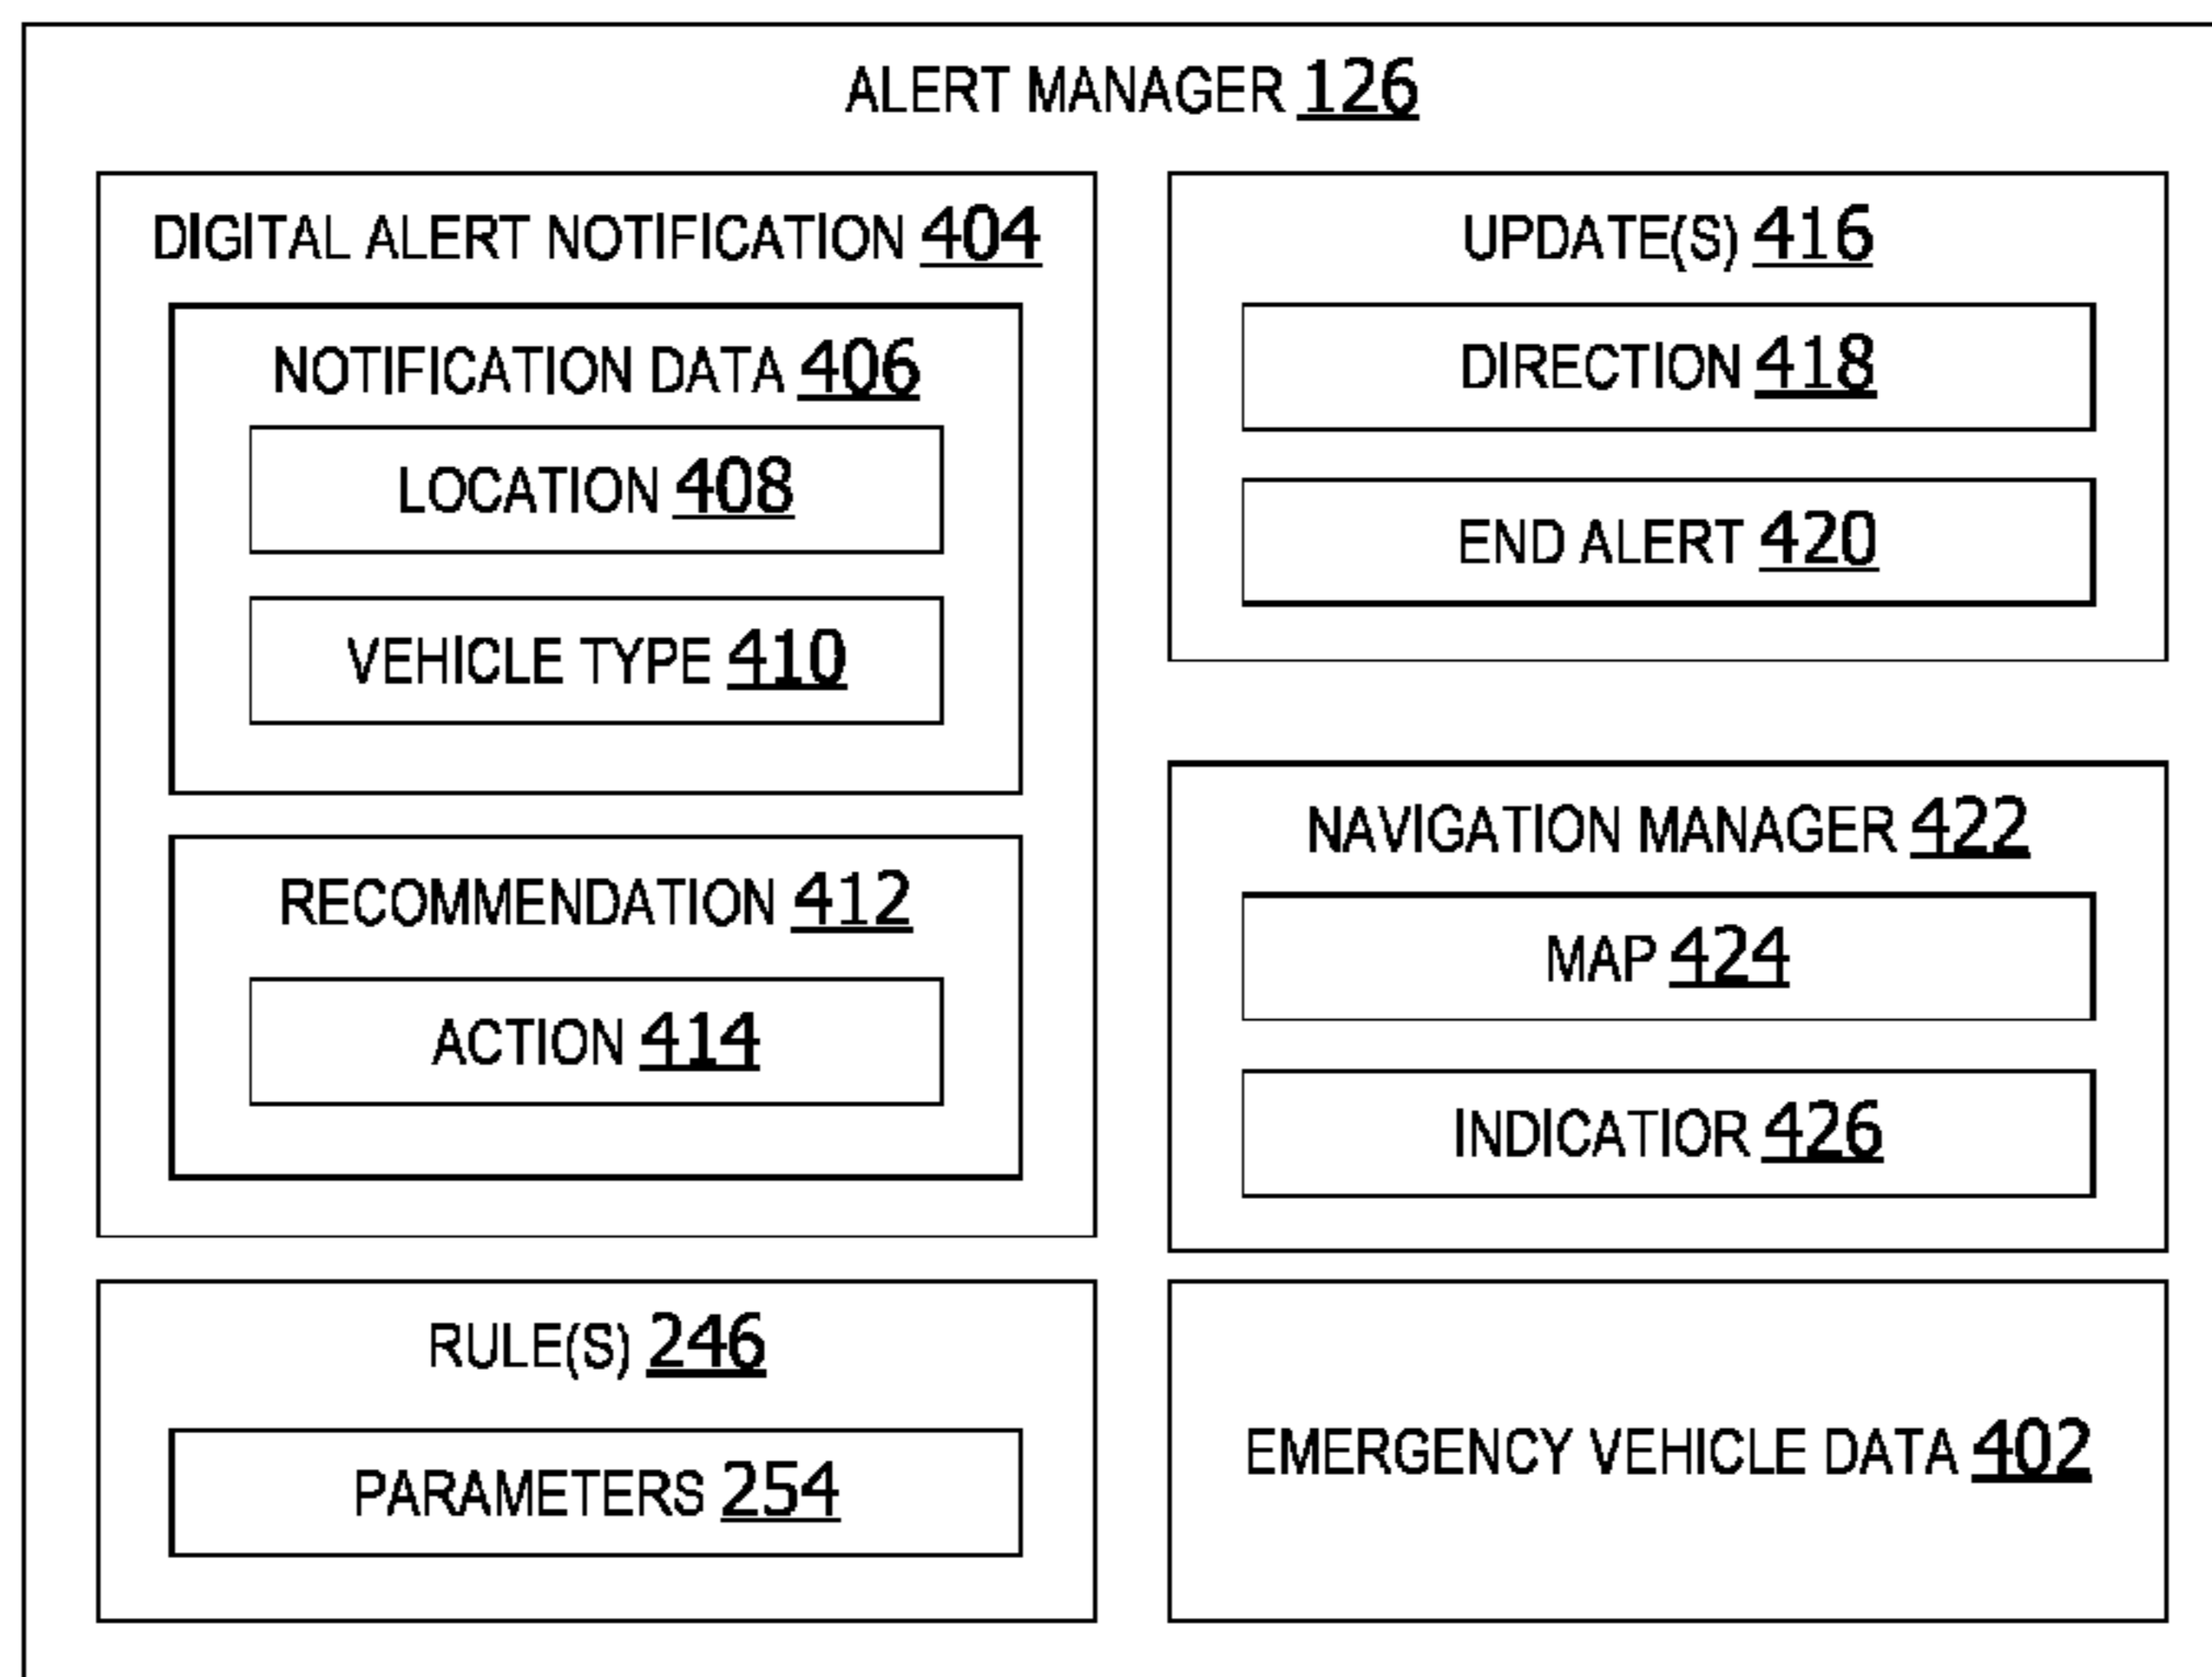 ALERT MANAGER 126
DIGITAL ALERT NOTIFICATION 404
NOTIFICATION DATA 406
LOCATION 408
VEHICLE TYPE 410
RECOMMENDATION 412
ACTION 414
RULE(S) 246
PARAMETERS 254
UPDATE(S) 416
DIRECTION 418
END ALERT 420
NAVIGATION MANAGER 422
MAP 424
INDICATIOR 426
EMERGENCY VEHICLE DATA 402